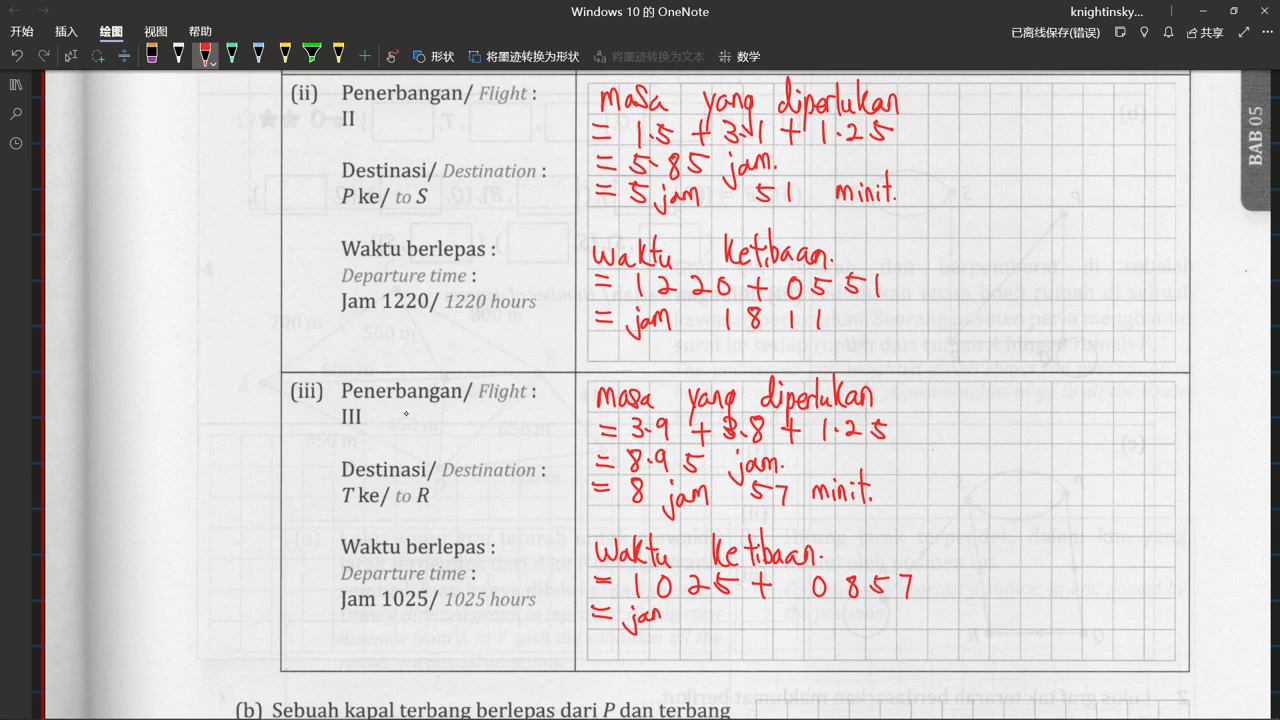 Windows 10 的 OneNote
knightinsky...
开始 插入 绘图 视图 帮助
已离线保存(错误)
共享
形状
将墨迹转换为形状
将墨迹转换为文本
数学
(ii) Penerbangan/ Flight :
II
Destinasi/ Destination :
P ke/ to S
Waktu berlepas :
Departure time :
Jam 1220/ 1220 hours
masa yang diperlukan
= 1.5 + 3.1 + 1.25
= 5.85 jam.
= 5 jam 51 minit.
waktu ketibaan.
= 1220 + 0551
= jam 1811
BAB 05
(iii) Penerbangan/ Flight :
III
Destinasi/ Destination :
T ke/ to R
Waktu berlepas :
Departure time :
Jam 1025/ 1025 hours
masa yang diperlukan
= 3.9 + 3.8 + 1.25
= 8.95 jam.
= 8 jam 57 minit.
waktu ketibaan.
= 1025 + 0857
= jan
(b) Sebuah kapal terbang berlepas dari P dan terbang